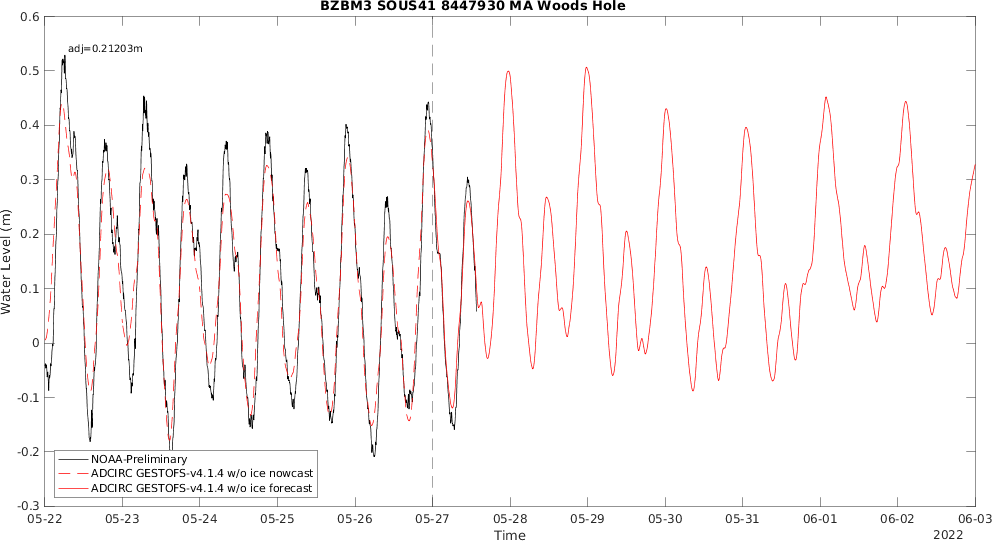 BZBM3 SOUS41 8447930 MA Woods Hole
adj=0.21203m
0.6
0.5
0.4
0.3
0.2
0.1
0
-0.1
-0.2
-0.3
Water Level (m)
NOAA-Preliminary
ADCIRC GESTOFS-v4.1.4 w/o ice nowcast
ADCIRC GESTOFS-v4.1.4 w/o ice forecast
05-22 05-23 05-24 05-25 05-26 05-27 05-28 05-29 05-30 05-31 06-01 06-02 06-03
Time
2022